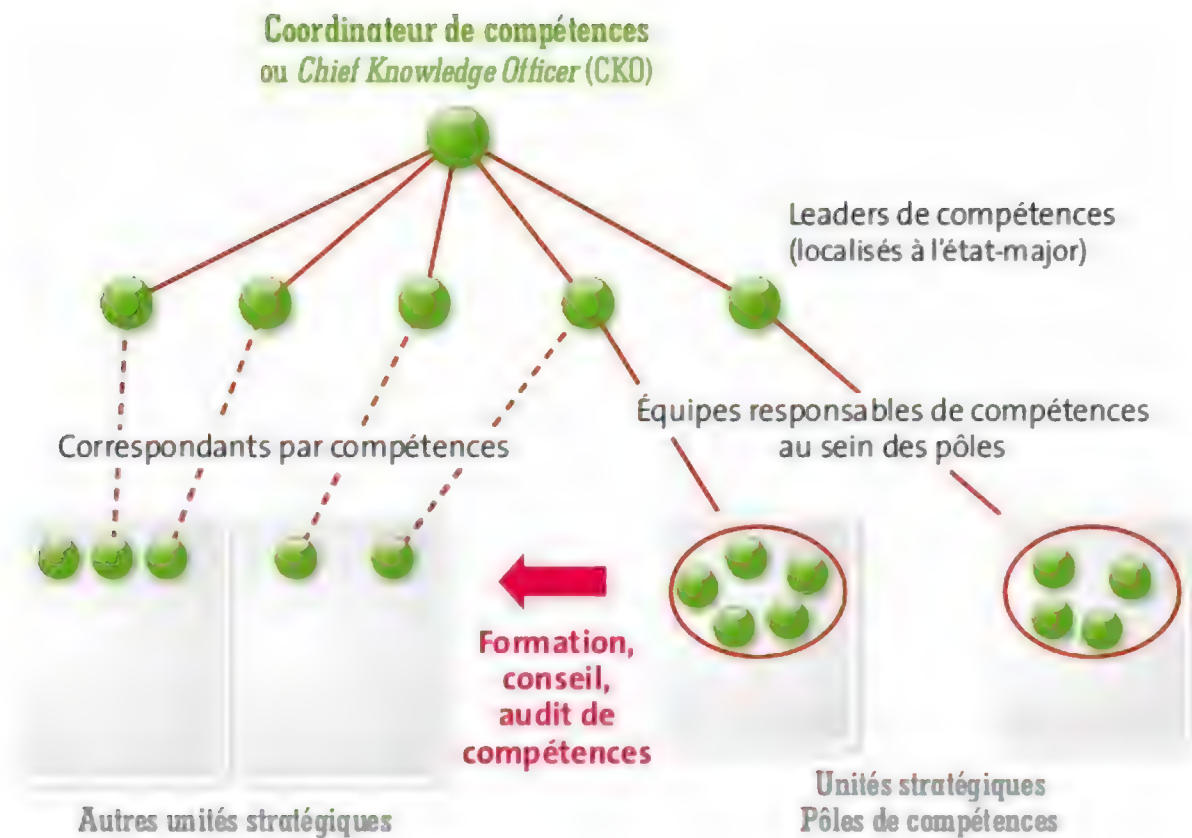 Coordinateur de compétences
ou Chief Knowledge Officer (CKO)
Leaders de compétences
(localisés à l'état-major)
Équipes responsables de compétences
au sein des pôles
Correspondants par compétences
Formation,
conseil,
audit de
compétences
Unités stratégiques
Pôles de compétences
Autres unités stratégiques